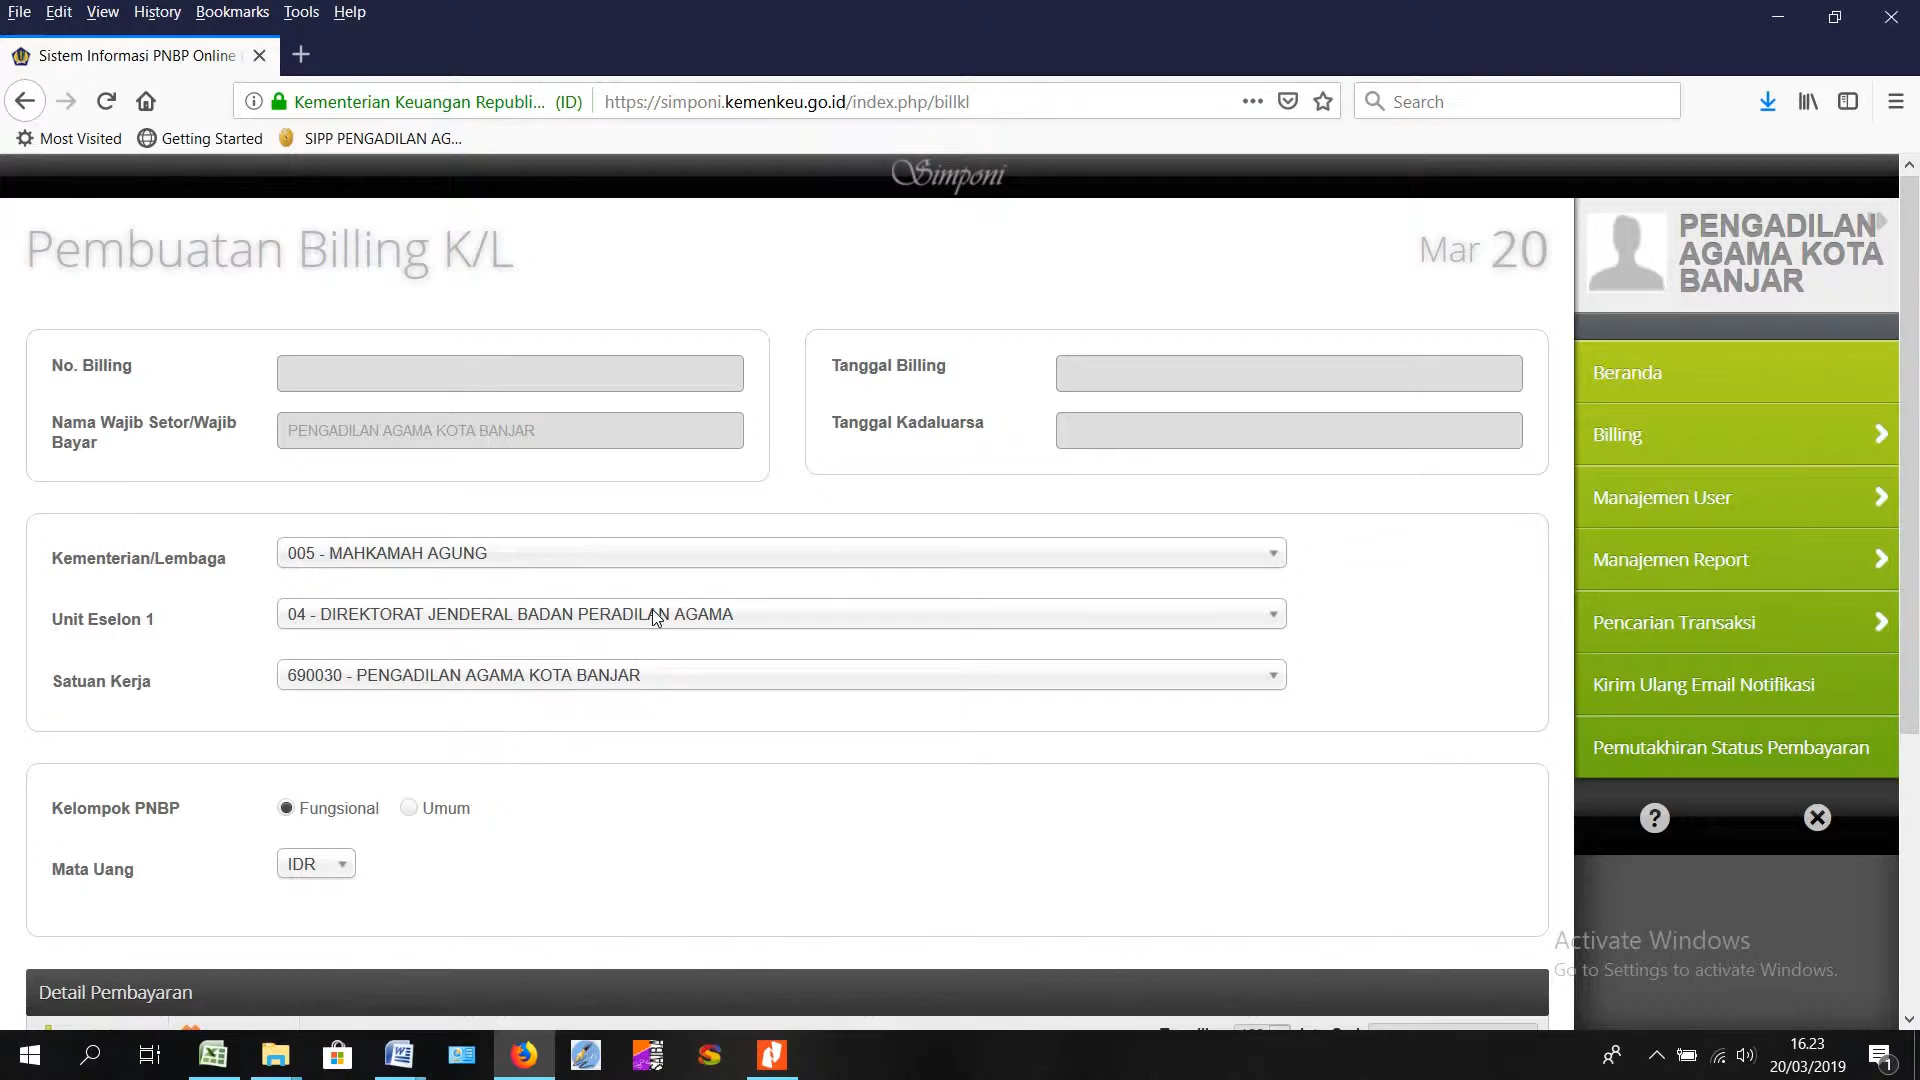 File Edit View History Bookmarks Tools Help
Sistem Informasi PNBP Online
Kementerian Keuangan Republi... (ID) https://simponi.kemenkeu.go.id/index.php/billkl
Search
Most Visited Getting Started SIPP PENGADILAN AG...
Simponi
Pembuatan Billing K/L
Mar 20
No. Billing
Nama Wajib Setor/Wajib
Bayar
PENGADILAN AGAMA KOTA BANJAR
Tanggal Billing
Tanggal Kadaluarsa
Kementerian/Lembaga
005 - MAHKAMAH AGUNG
Unit Eselon 1
04 - DIREKTORAT JENDERAL BADAN PERADILAN AGAMA
Satuan Kerja
690030 - PENGADILAN AGAMA KOTA BANJAR
Kelompok PNBP
Fungsional Umum
Mata Uang
IDR
Detail Pembayaran
PENGADILAN
AGAMA KOTA
BANJAR
Beranda
Billing
Manajemen User
Manajemen Report
Pencarian Transaksi
Kirim Ulang Email Notifikasi
Pemutakhiran Status Pembayaran
?
Activate Windows
Go to Settings to activate Windows.
16.23
20/03/2019
1